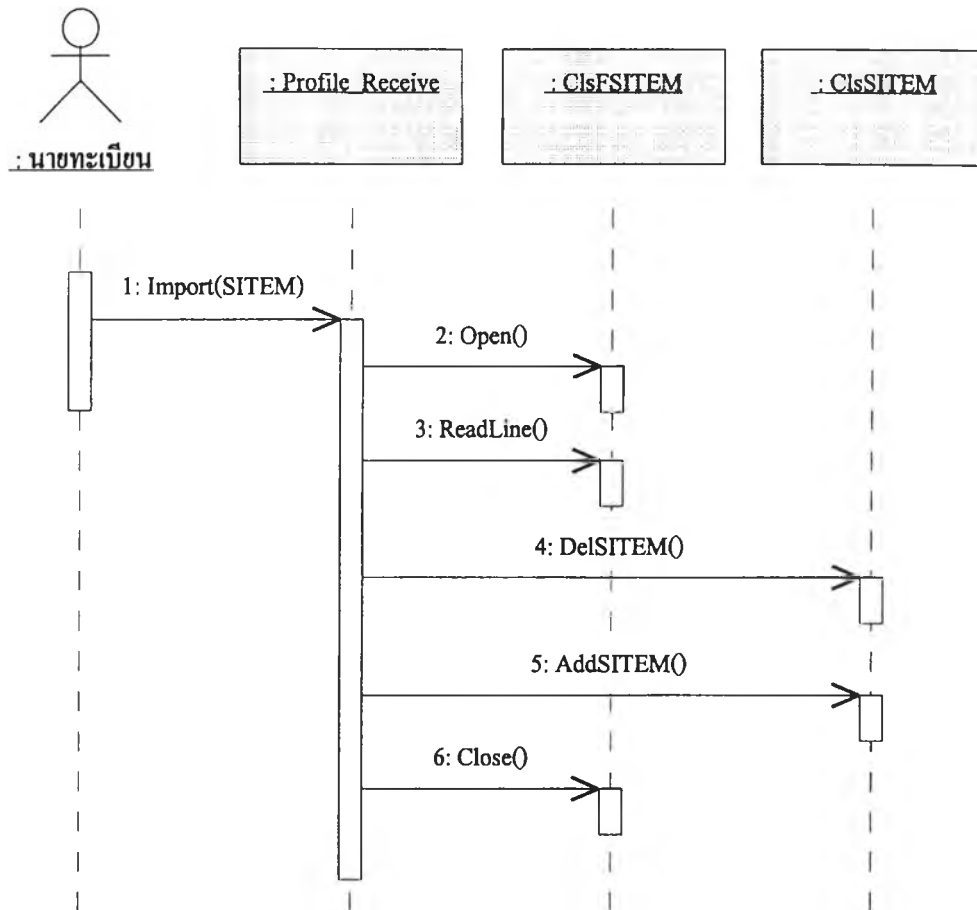 : นายทะเบียน
: Profile_Receive
: ClsFSITEM
: ClsSITEM
1: Import(SITEM)
2: Open()
3: ReadLine()
4: DelSITEM()
5: AddSITEM()
6: Close()